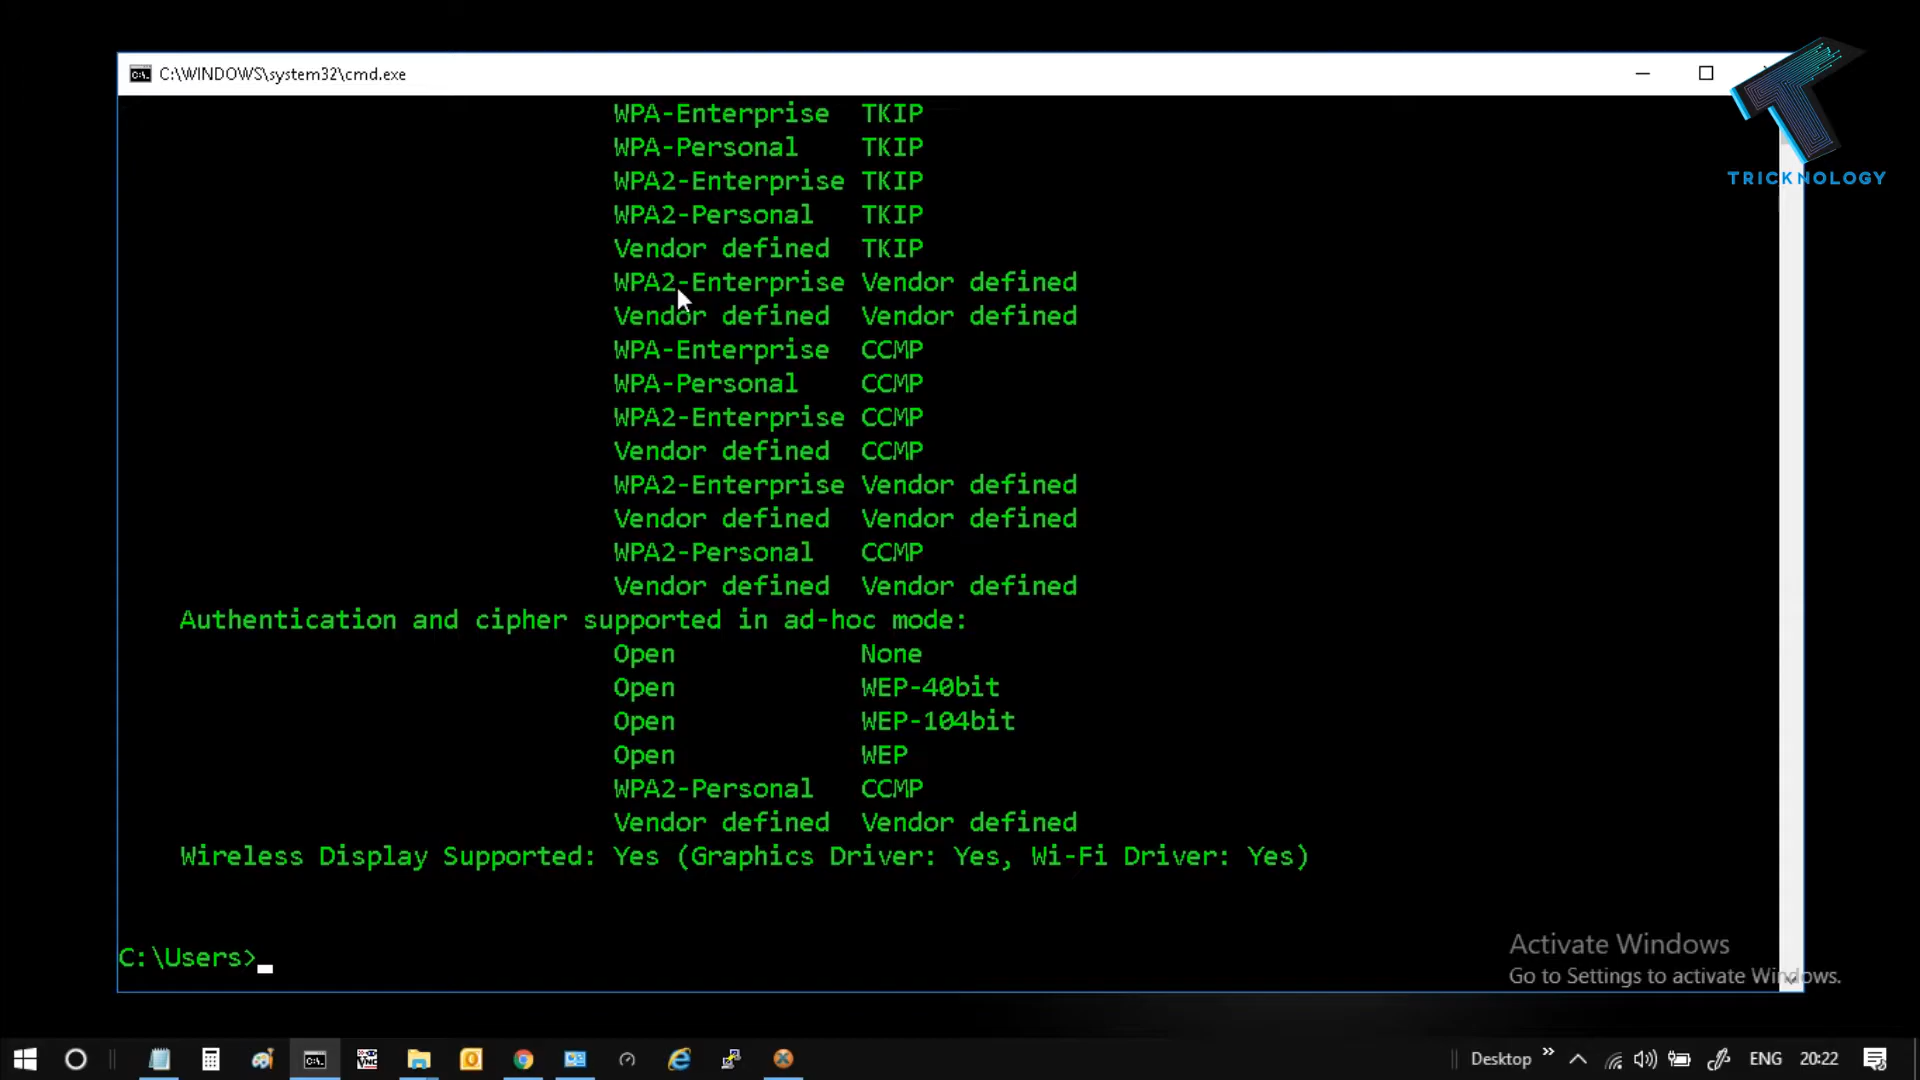 C:\WINDOWS\system32\cmd.exe
TRICKNOLOGY
WPA-Enterprise TKIP
WPA-Personal TKIP
WPA2-Enterprise TKIP
WPA2-Personal TKIP
Vendor defined TKIP
WPA2-Enterprise Vendor defined
Vendor defined Vendor defined
WPA-Enterprise CCMP
WPA-Personal CCMP
WPA2-Enterprise CCMP
Vendor defined CCMP
WPA2-Enterprise Vendor defined
Vendor defined Vendor defined
WPA2-Personal CCMP
Vendor defined Vendor defined
Authentication and cipher supported in ad-hoc mode:
Open None
Open WEP-40bit
Open WEP-104bit
Open WEP
WPA2-Personal CCMP
Vendor defined Vendor defined
Wireless Display Supported: Yes (Graphics Driver: Yes, Wi-Fi Driver: Yes)
C:\Users>
Activate Windows
Go to Settings to activate Windows.
Desktop ENG 20:22